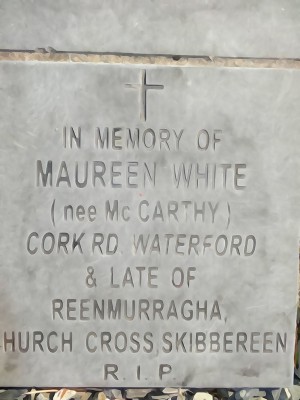 IN MEMORY OF
MAUREEN WHITE
(nee Mc CARTHY)
CORK RD. WATERFORD
& LATE OF
REENMURRAGHA,
HURCH CROSS, SKIBBEREEN
R. I. P.